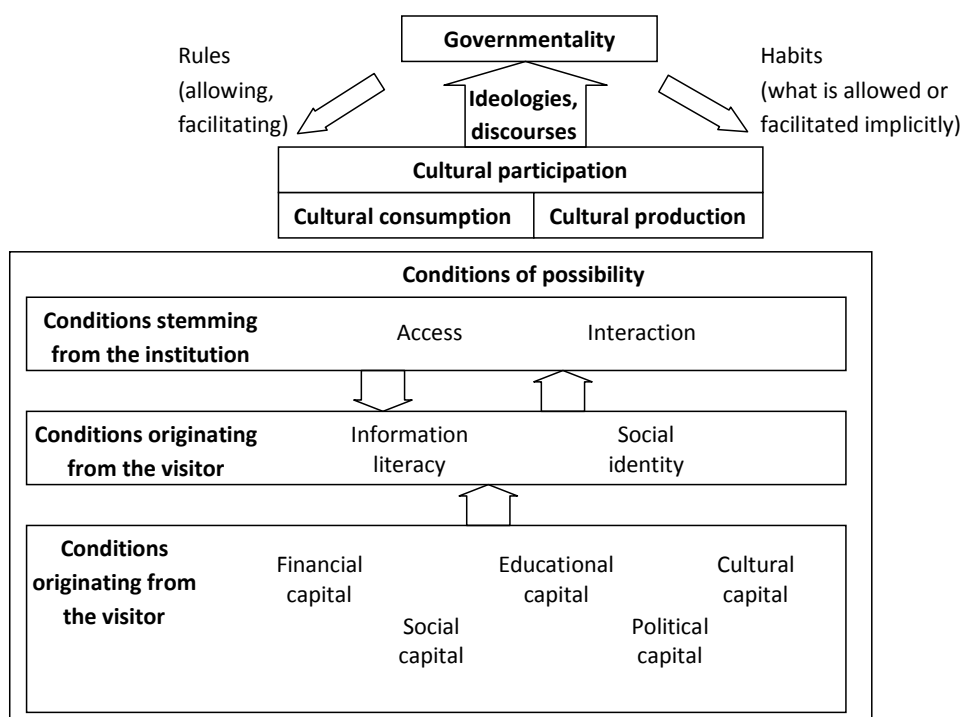 Governmentality
Rules
(allowing,
facilitating)
Ideologies,
discourses
Habits
(what is allowed or
facilitated implicitly)
Cultural participation
Cultural consumption
Cultural production
Conditions of possibility
Conditions stemming
from the institution
Access
Interaction
Conditions originating
from the visitor
Information
literacy
Social
identity
Conditions
originating from
the visitor
Financial
capital
Educational
capital
Cultural
capital
Social
capital
Political
capital